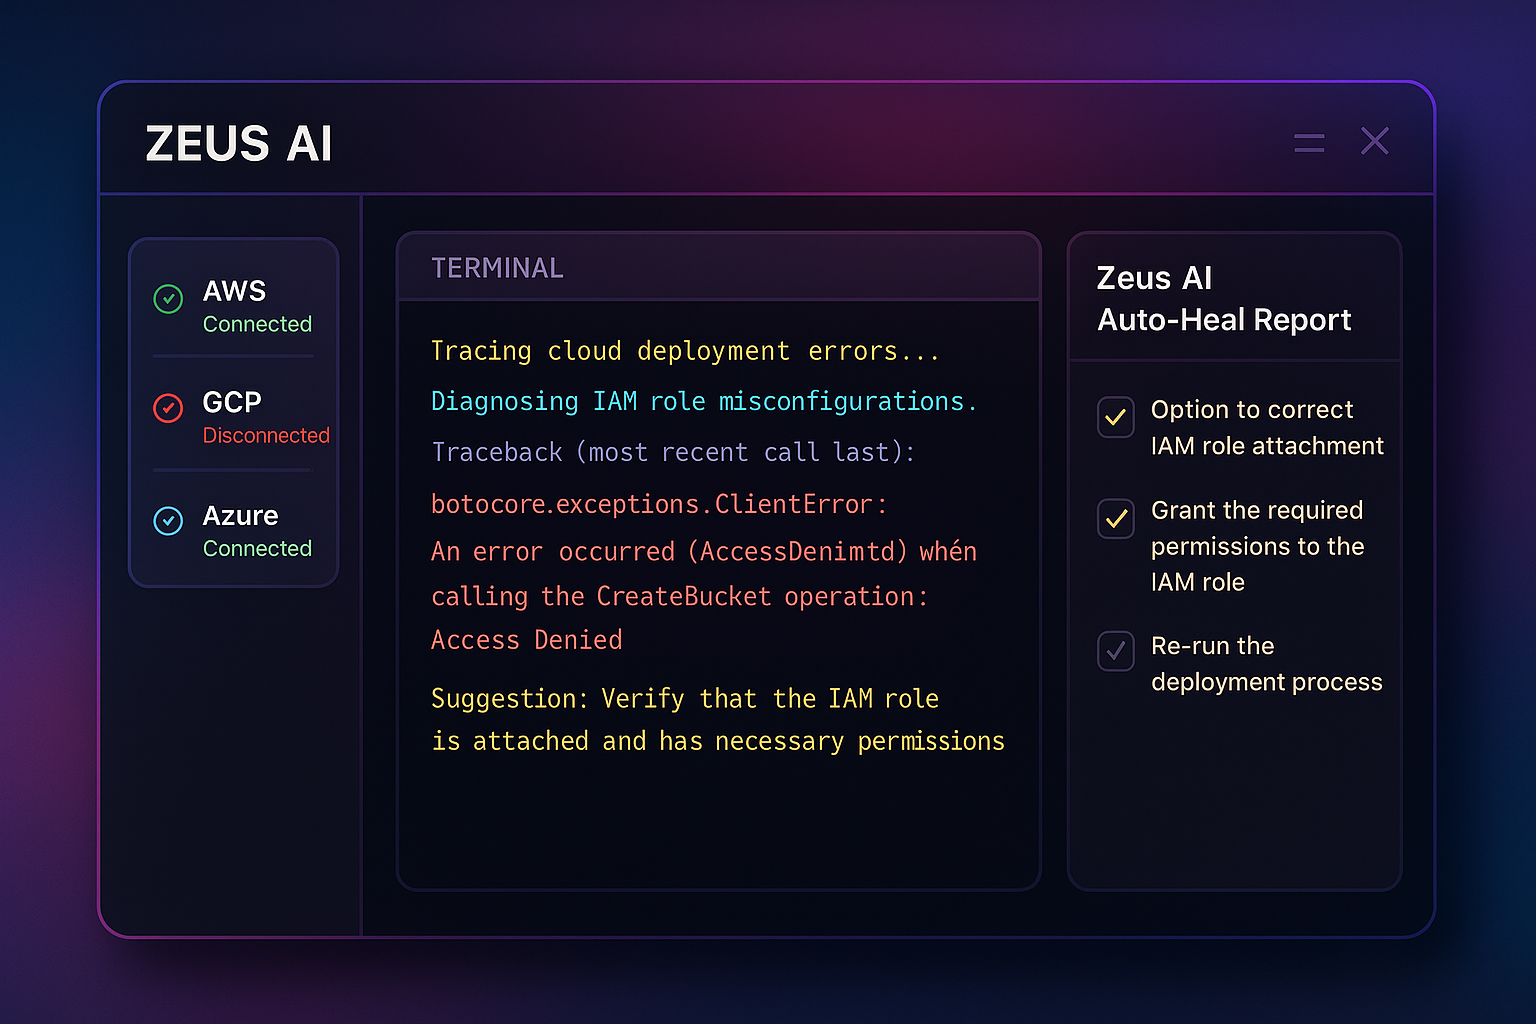 ZEUS AI
AWS
Connected
GCP
Disconnected
Azure
Connected
TERMINAL
Tracing cloud deployment errors...
Diagnosing IAM role misconfigurations.
Traceback (most recent call last):
botocore.exceptions.ClientError:
An error occurred (AccessDenimtd) whén
calling the CreateBucket operation:
Access Denied
Suggestion: Verify that the IAM role
is attached and has necessary permissions
Zeus AI
Auto-Heal Report
Option to correct
IAM role attachment
Grant the required
permissions to the
IAM role
Re-run the
deployment process